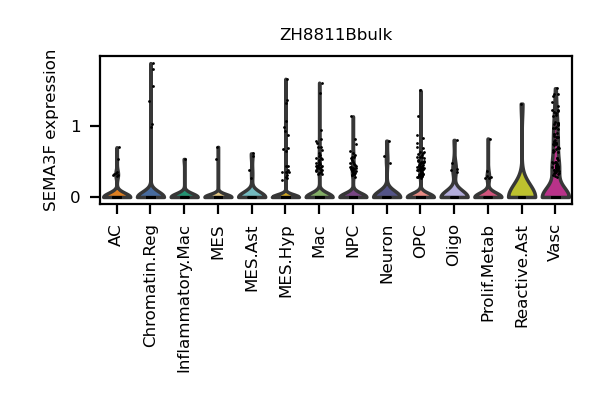 ZH8811Bbulk
SEMA3F expression
1
0
AC
Chromatin.Reg
Inflammatory.Mac
MES
MES.Ast
MES.Hyp
Mac
NPC
Neuron
OPC
Oligo
Prolif.Metab
Reactive.Ast
Vasc